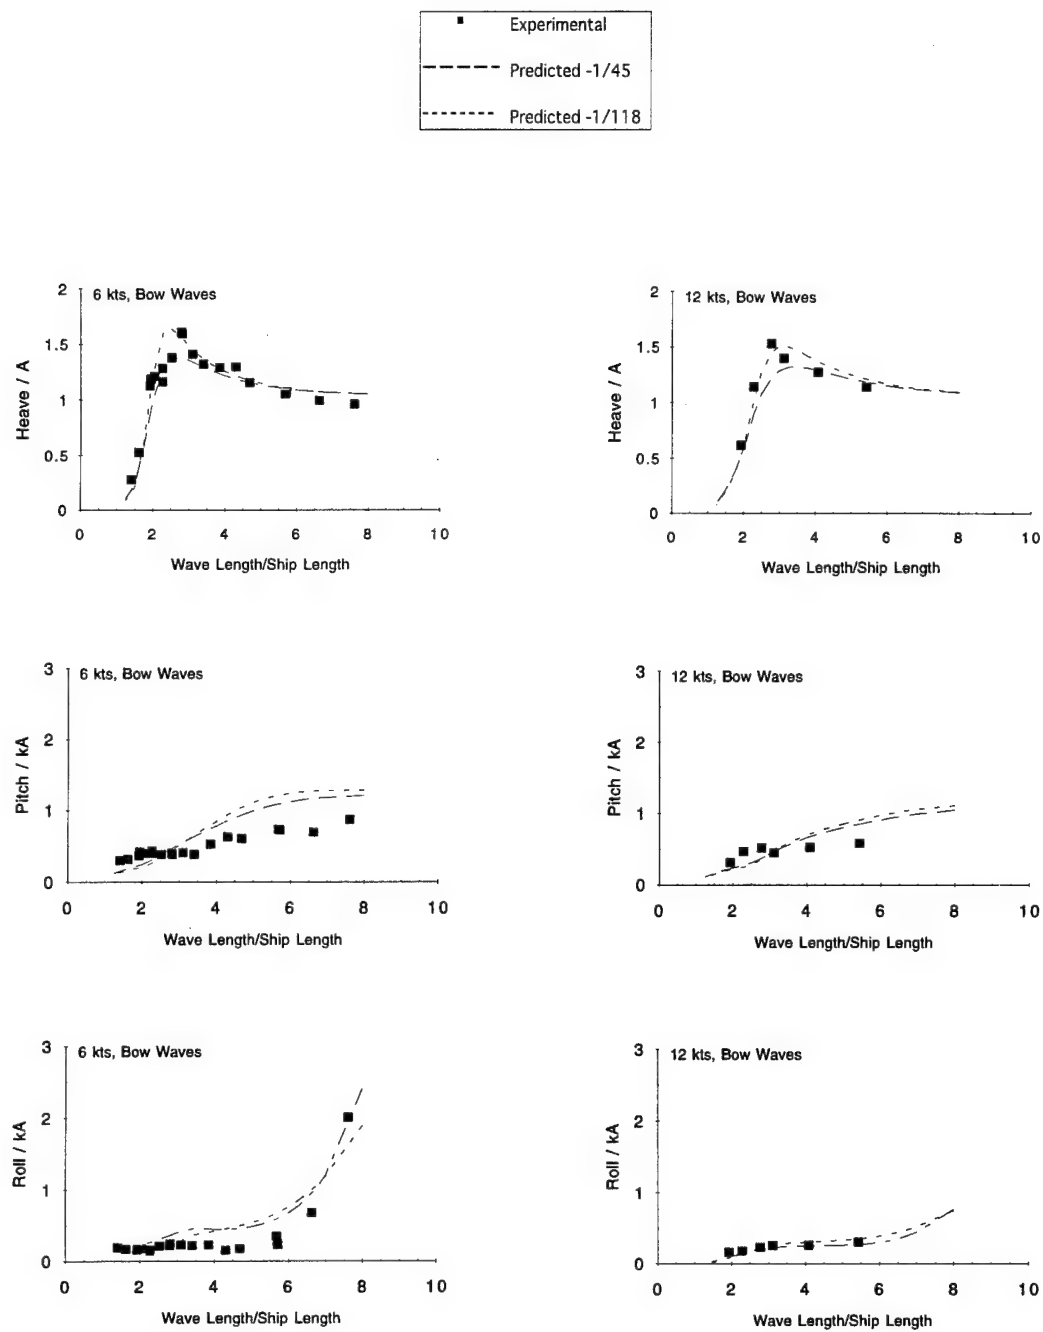 Experimental
Predicted -1/45
Predicted -1/118
6 kts, Bow Waves
2
1.5
1
0.5
0
Heave / A
0 2 4 6 8 10
Wave Length/Ship Length
12 kts, Bow Waves
2
1.5
1
0.5
0
Heave / A
0 2 4 6 8 10
Wave Length/Ship Length
6 kts, Bow Waves
3
2
1
0
Pitch / kA
0 2 4 6 8 10
Wave Length/Ship Length
12 kts, Bow Waves
3
2
1
0
Pitch / kA
0 2 4 6 8 10
Wave Length/Ship Length
6 kts, Bow Waves
3
2
1
0
Roll / kA
0 2 4 6 8 10
Wave Length/Ship Length
12 kts, Bow Waves
3
2
1
0
Roll / kA
0 2 4 6 8 10
Wave Length/Ship Length